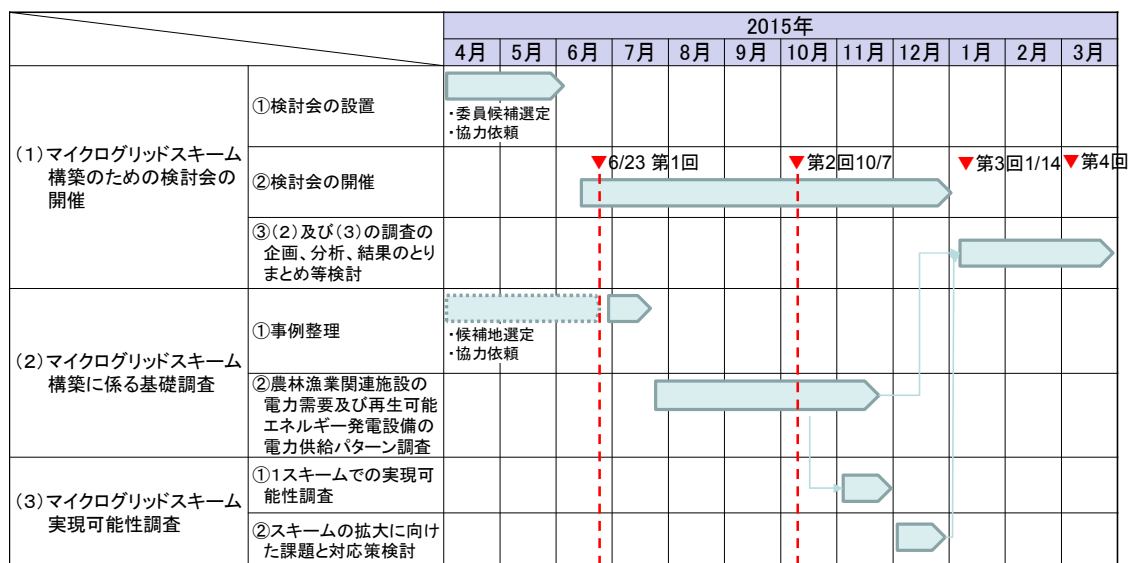 2015年
4月 5月 6月 7月 8月 9月 10月 11月 12月 1月 2月 3月
(1)マイクログリッドスキーム
構築のための検討会の
開催
①検討会の設置
・委員候補選定
・協力依頼
②検討会の開催
▼6/23 第1回
▼第2回10/7
▼第3回1/14
▼第4回
③(2)及び(3)の調査の
企画、分析、結果のとり
まとめ等検討
(2)マイクログリッドスキーム
構築に係る基礎調査
①事例整理
・候補地選定
・協力依頼
②農林漁業関連施設の
電力需要及び再生可能
エネルギー発電設備の
電力供給パターン調査
(3)マイクログリッドスキーム
実現可能性調査
①1スキームでの実現可
能性調査
②スキームの拡大に向け
た課題と対応策検討